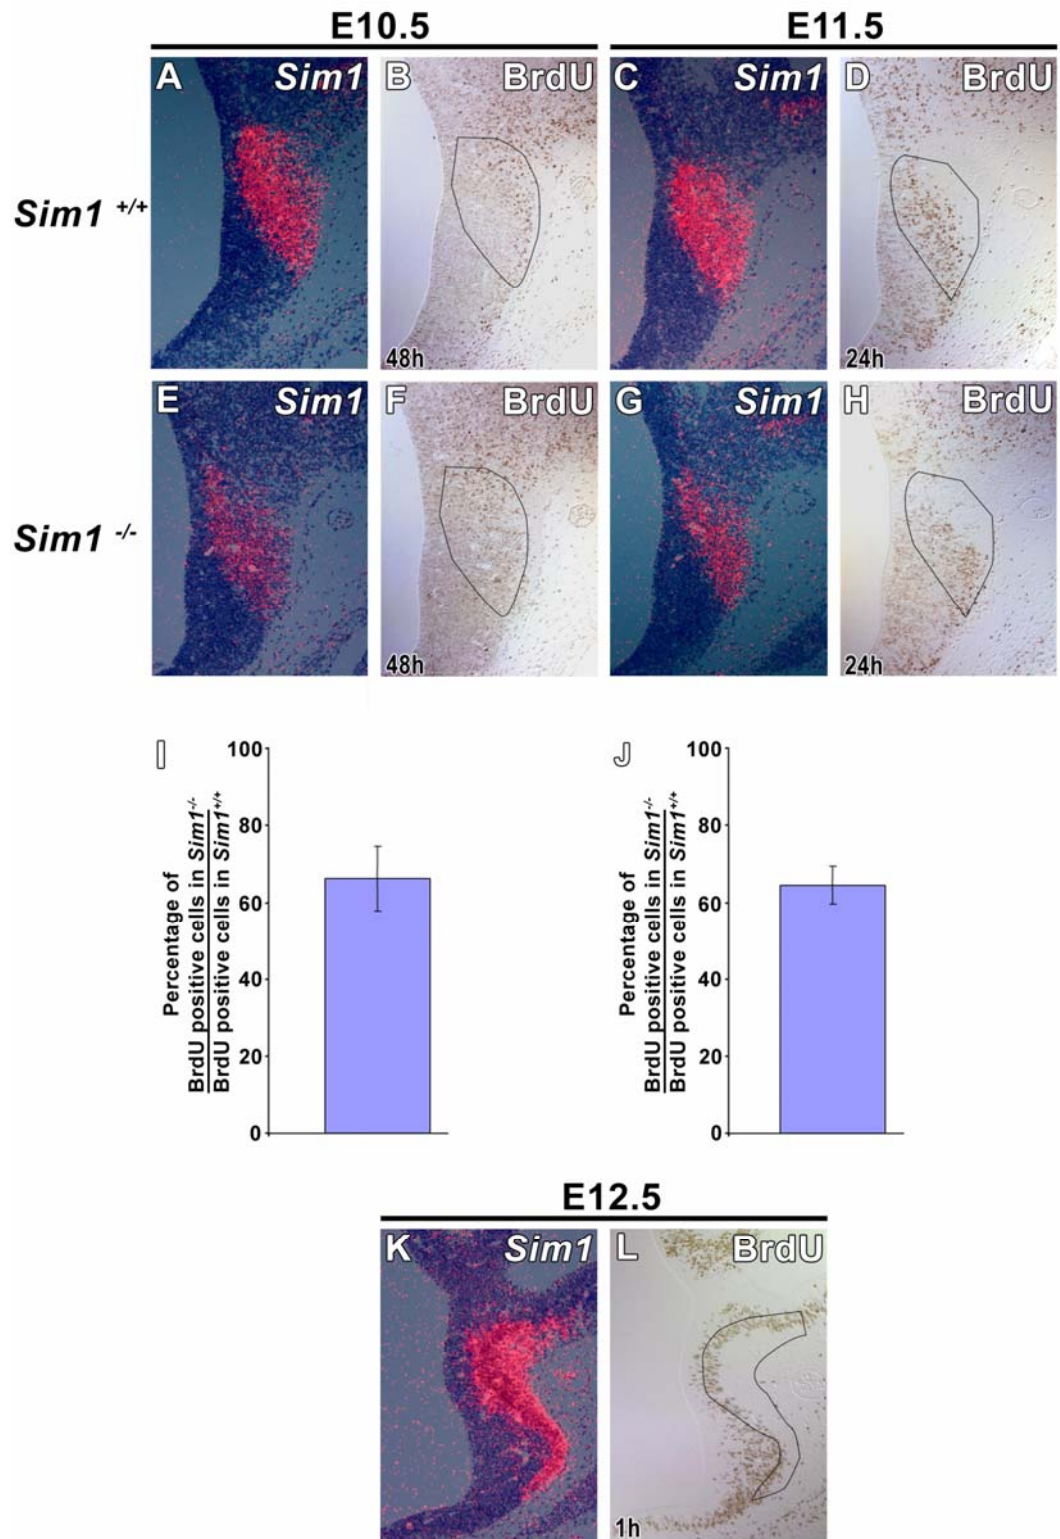 E10.5 E11.5
A Sim1 B BrdU C Sim1 D BrdU
Sim1 +/+
48h 24h
E Sim1 F BrdU G Sim1 H BrdU
Sim1 -/-
48h 24h
I
Percentage of
BrdU positive cells in Sim1-/-
BrdU positive cells in Sim1+/+
100
80
60
40
20
0
J
Percentage of
BrdU positive cells in Sim1-/-
BrdU positive cells in Sim1+/+
100
80
60
40
20
0
E12.5
K Sim1 L BrdU
1h